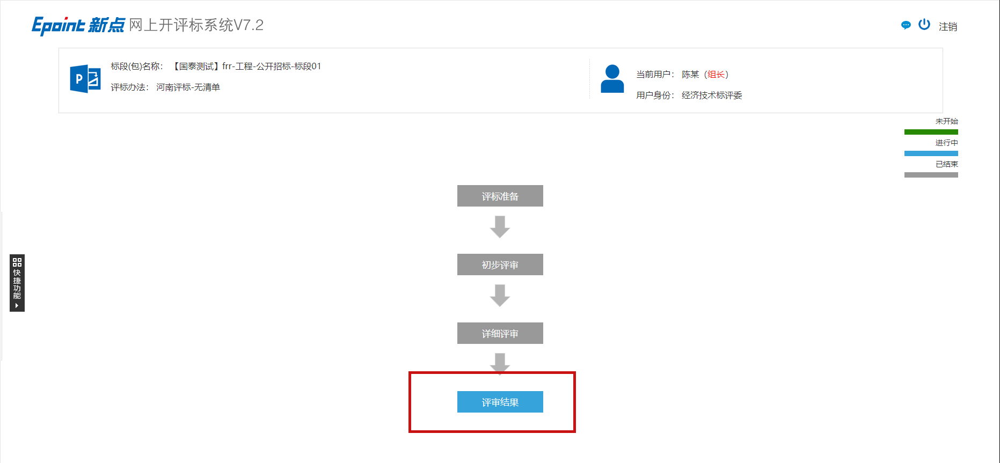 Epoint 新点 网上开评标系统V7.2
注销
标段(包)名称： 【国泰测试】frr-工程-公开招标-标段01
评标办法： 河南评标-无清单
当前用户： 陈某（组长）
用户身份： 经济技术标评委
未开始
进行中
已结束
评标准备
初步评审
快捷功能
详细评审
评审结果